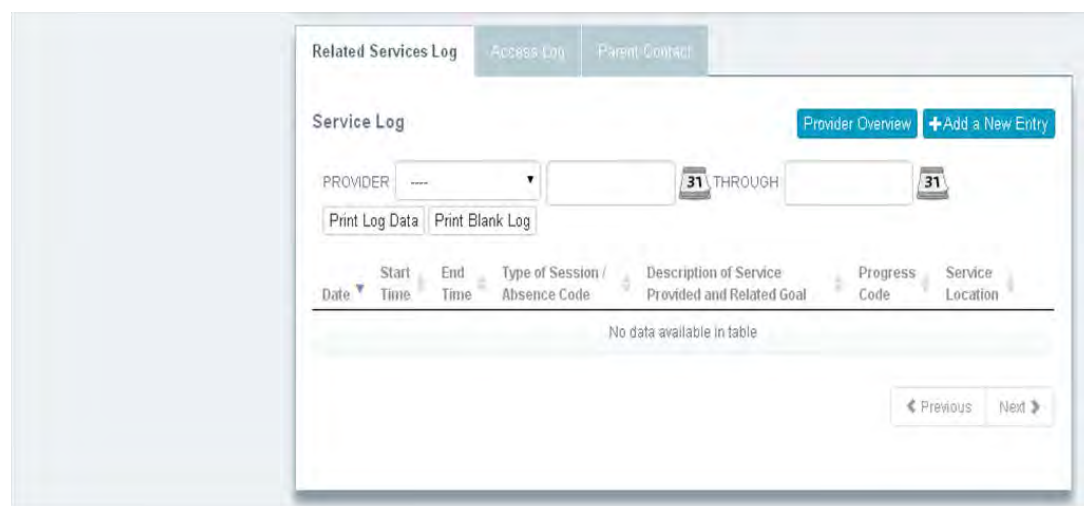 Related Services Log Access Log Parent Contact
Service Log Provider Overview +Add a New Entry
PROVIDER ---- 31 THROUGH 31
Print Log Data Print Blank Log
Date Start Time End Time Type of Session / Absence Code Description of Service Provided and Related Goal Progress Code Service Location
No data available in table
Previous Next